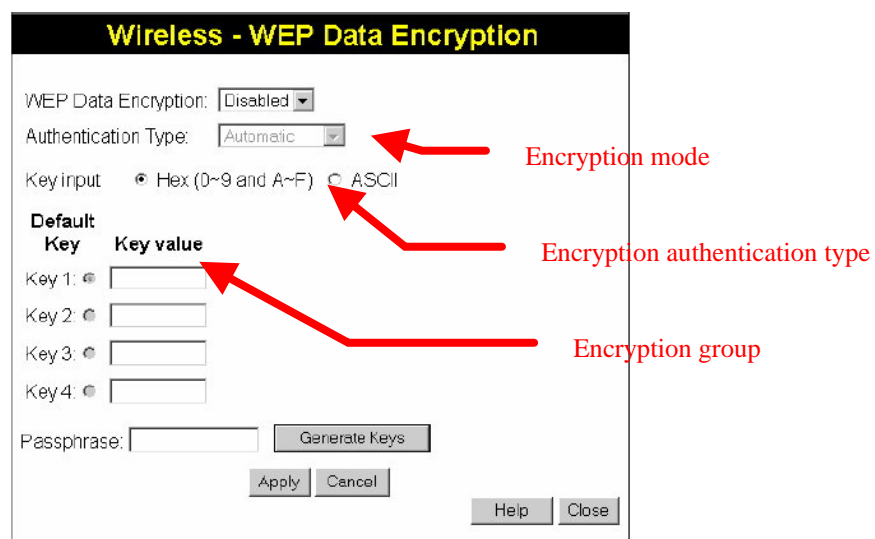 Wireless - WEP Data Encryption
WEP Data Encryption: Disabled
Authentication Type: Automatic
Encryption mode
Key input Hex (0~9 and A~F) ASCII
Default
Key Key value
Encryption authentication type
Key 1:
Key 2:
Key 3:
Encryption group
Key 4:
Passphrase: Generate Keys
Apply Cancel
Help Close